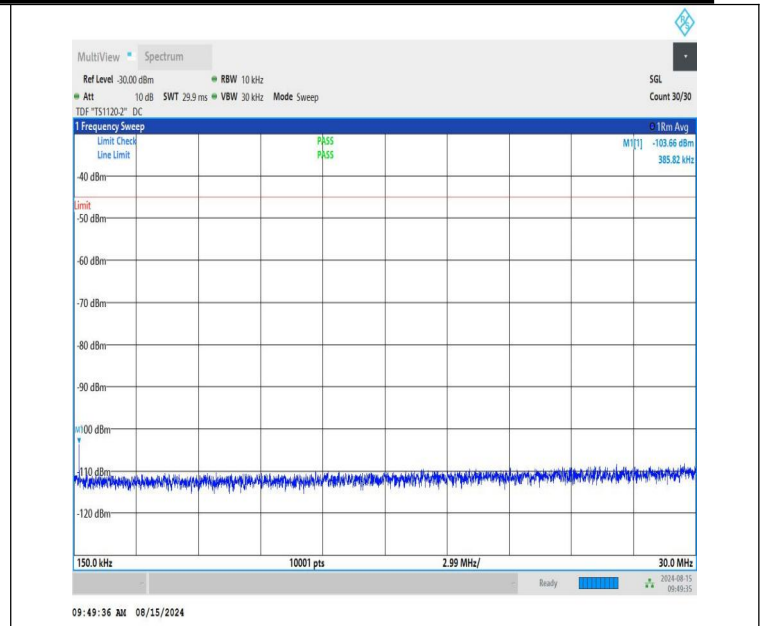 MultiView Spectrum
Ref Level -30.00 dBm RBW 10 kHz SGL
Att 10 dB SWT 29.9 ms VBW 30 kHz Mode Sweep Count 30/30
TDF "TS1120-2" DC
1 Frequency Sweep 1Rm Avg
Limit Check PASS M1[1] -103.66 dBm
Line Limit PASS 385.82 kHz
-40 dBm
Limit
-50 dBm
-60 dBm
-70 dBm
-80 dBm
-90 dBm
M1
-100 dBm
-110 dBm
-120 dBm
150.0 kHz 10001 pts 2.99 MHz/ 30.0 MHz
Ready 2024-08-15
09:49:35
09:49:36 AM 08/15/2024